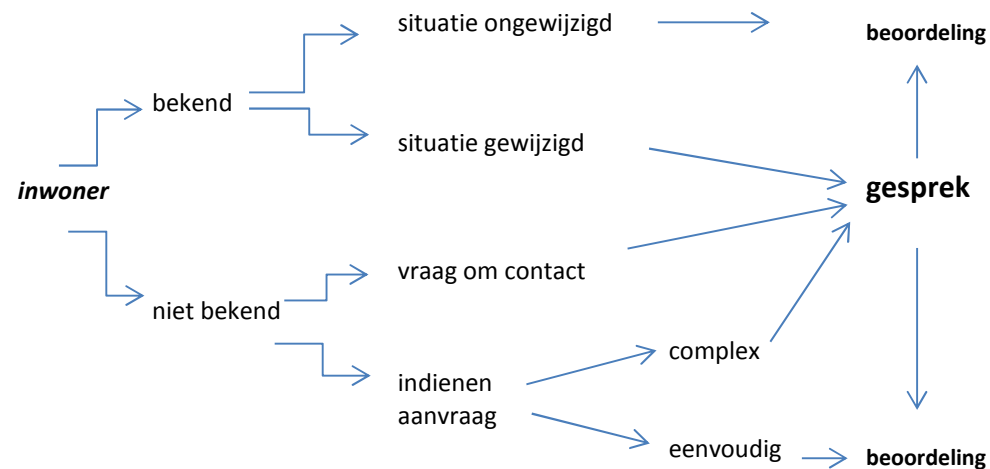 situatie ongewijzigd
beoordeling
bekend
situatie gewijzigd
inwoner
gesprek
vraag om contact
niet bekend
complex
indienen
aanvraag
eenvoudig
beoordeling